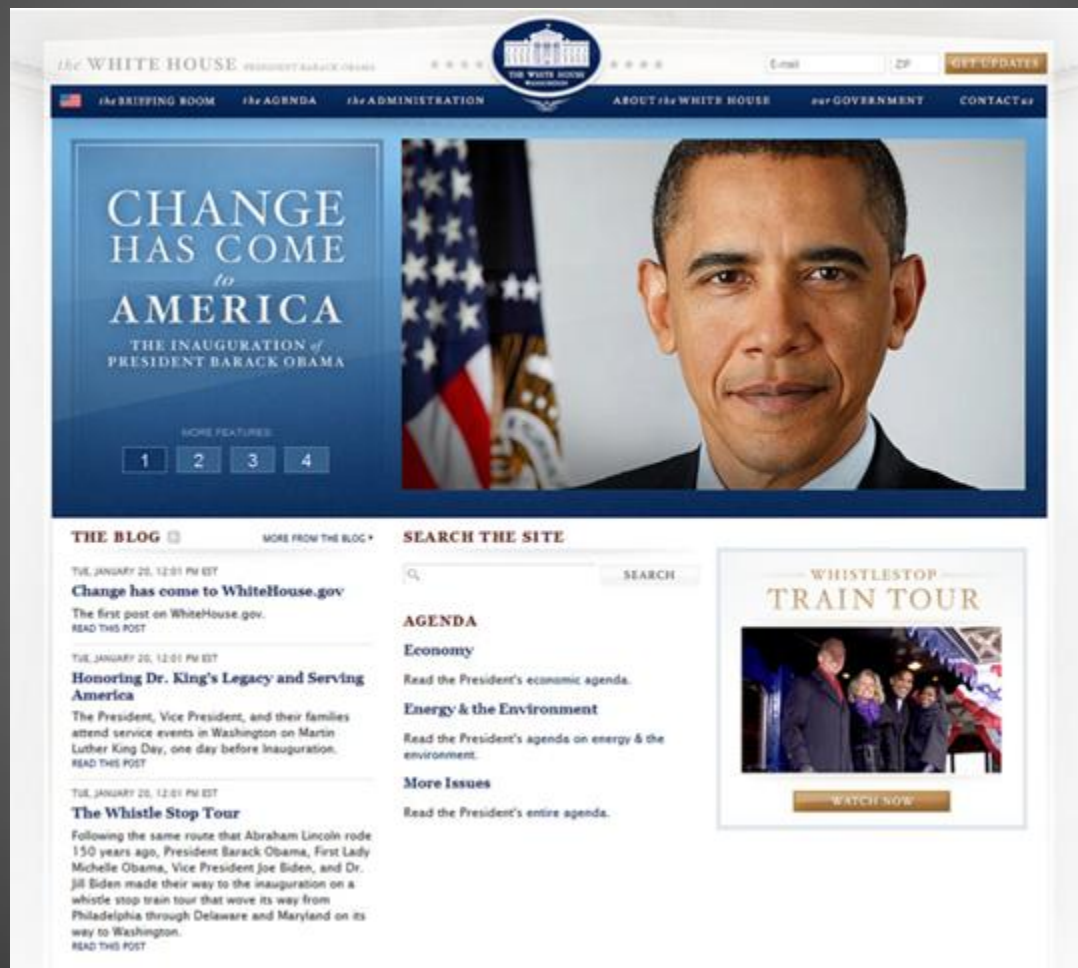 the WHITE HOUSE PRESIDENT BARACK OBAMA
THE WHITE HOUSE
WASHINGTON
E-mail
ZIP
GET UPDATES
the BRIEFING ROOM
the AGENDA
the ADMINISTRATION
ABOUT the WHITE HOUSE
our GOVERNMENT
CONTACT us
CHANGE
HAS COME
to
AMERICA
THE INAUGURATION of
PRESIDENT BARACK OBAMA
MORE FEATURES:
1 2 3 4
THE BLOG
MORE FROM THE BLOG
TUE, JANUARY 20, 12:01 PM EST
Change has come to WhiteHouse.gov
The first post on WhiteHouse.gov.
READ THIS POST
TUE, JANUARY 20, 12:01 PM EST
Honoring Dr. King's Legacy and Serving
America
The President, Vice President, and their families
attend service events in Washington on Martin
Luther King Day, one day before Inauguration.
READ THIS POST
TUE, JANUARY 20, 12:01 PM EST
The Whistle Stop Tour
Following the same route that Abraham Lincoln rode
150 years ago, President Barack Obama, First Lady
Michelle Obama, Vice President Joe Biden, and Dr.
Jill Biden made their way to the inauguration on a
whistle stop train tour that wove its way from
Philadelphia through Delaware and Maryland on its
way to Washington.
READ THIS POST
SEARCH THE SITE
SEARCH
AGENDA
Economy
Read the President's economic agenda.
Energy & the Environment
Read the President's agenda on energy & the
environment.
More Issues
Read the President's entire agenda.
WHISTLESTOP
TRAIN TOUR
WATCH NOW